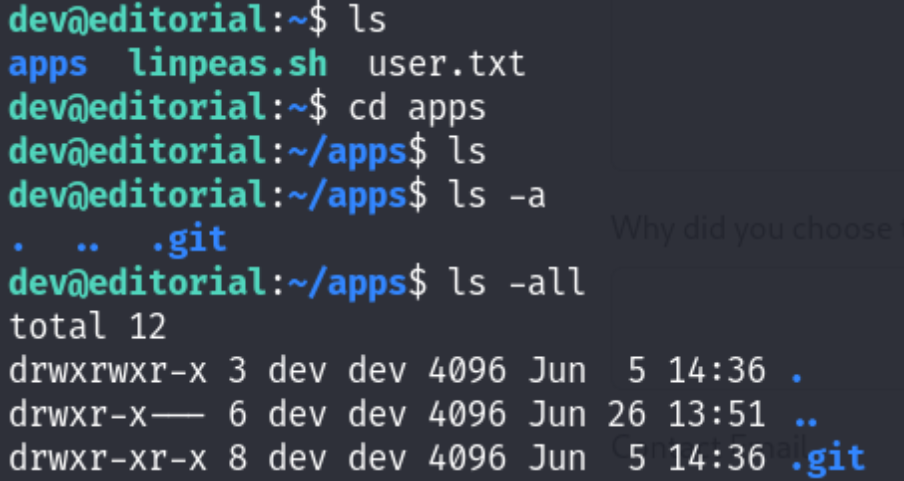 dev@editorial:~$ ls
apps  linpeas.sh  user.txt
dev@editorial:~$ cd apps
dev@editorial:~/apps$ ls
dev@editorial:~/apps$ ls -a
.  ..  .git
dev@editorial:~/apps$ ls -all
total 12
drwxrwxr-x 3 dev dev 4096 Jun  5 14:36 .
drwxr-x--- 6 dev dev 4096 Jun 26 13:51 ..
drwxr-xr-x 8 dev dev 4096 Jun  5 14:36 .git
Why did you choose
Contact Email